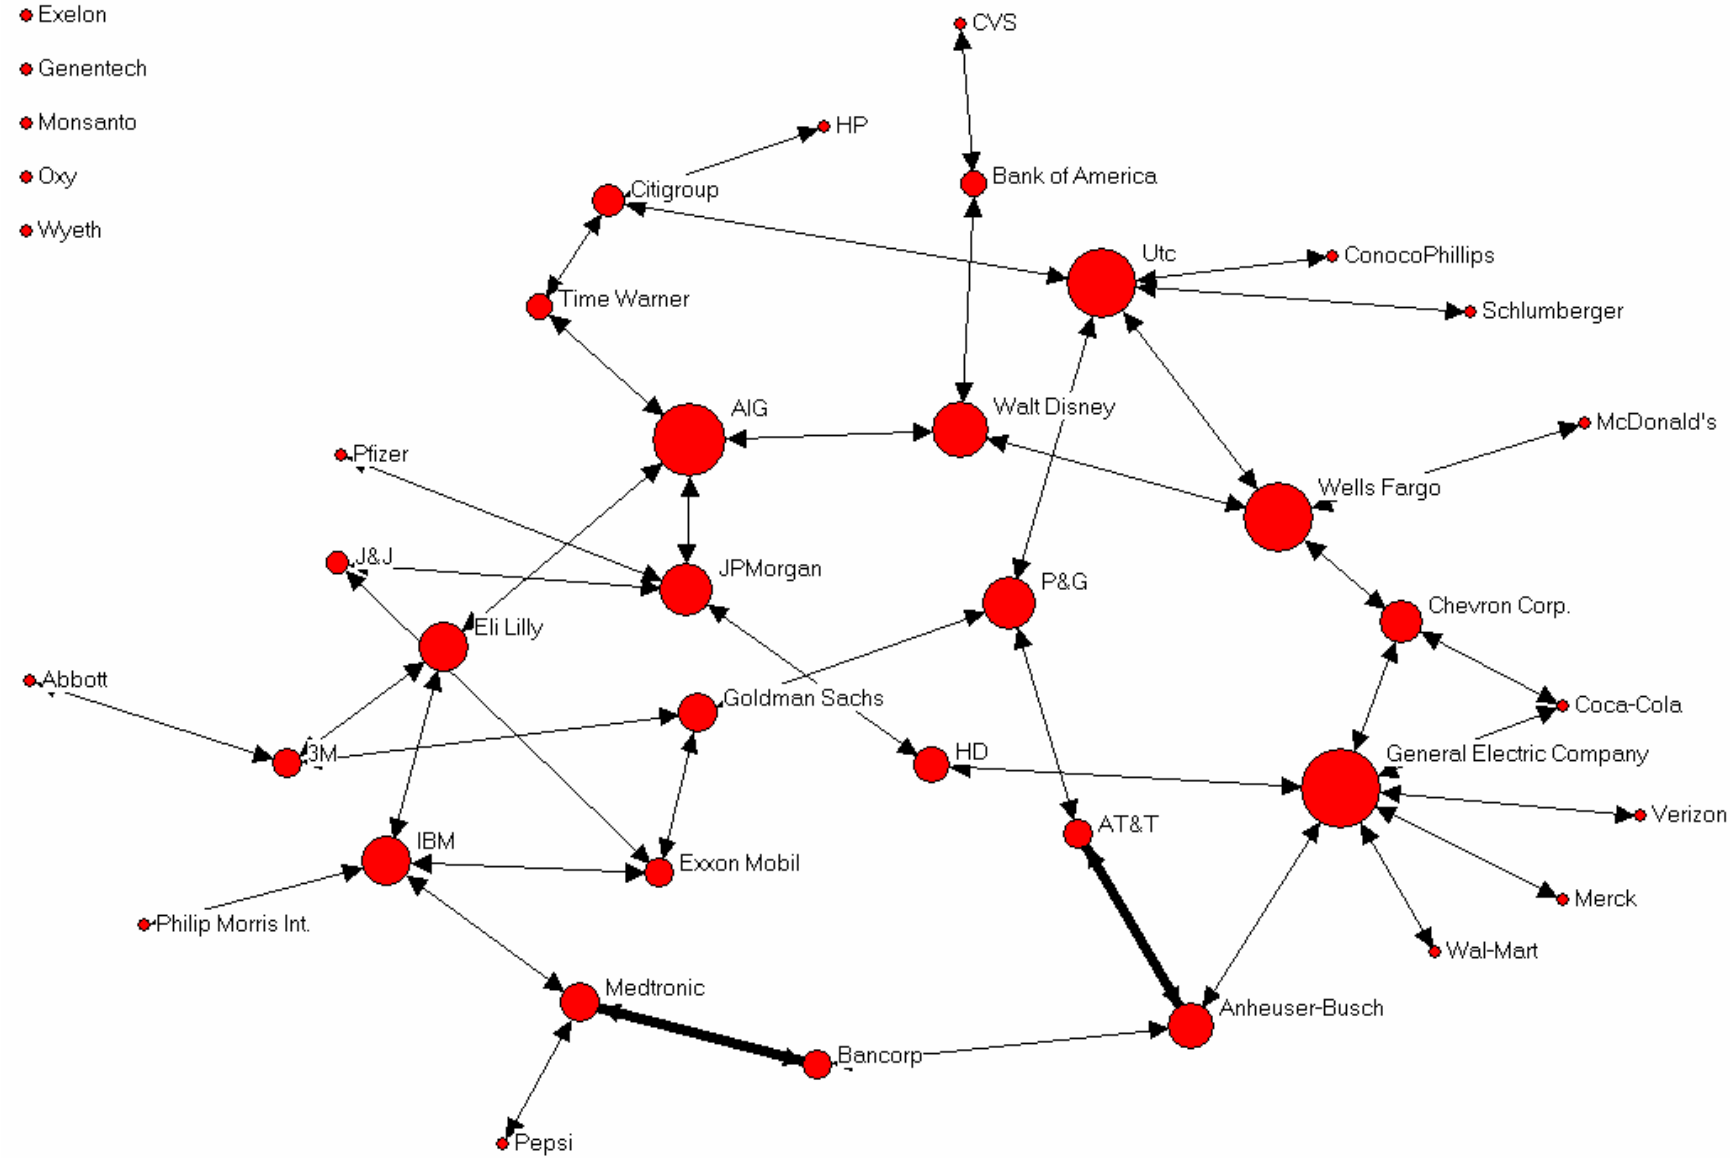 Exelon
CVS
Genentech
Monsanto
HP
Oxy
Bank of America
Citigroup
Wyeth
Utc
ConocoPhillips
Time Warner
Schlumberger
AIG
Walt Disney
McDonald's
Pfizer
Wells Fargo
J&J
JPMorgan
P&G
Chevron Corp.
Eli Lilly
Abbott
Goldman Sachs
Coca-Cola
3M
HD
General Electric Company
Verizon
AT&T
IBM
Exxon Mobil
Merck
Philip Morris Int.
Wal-Mart
Medtronic
Anheuser-Busch
Bancorp
Pepsi